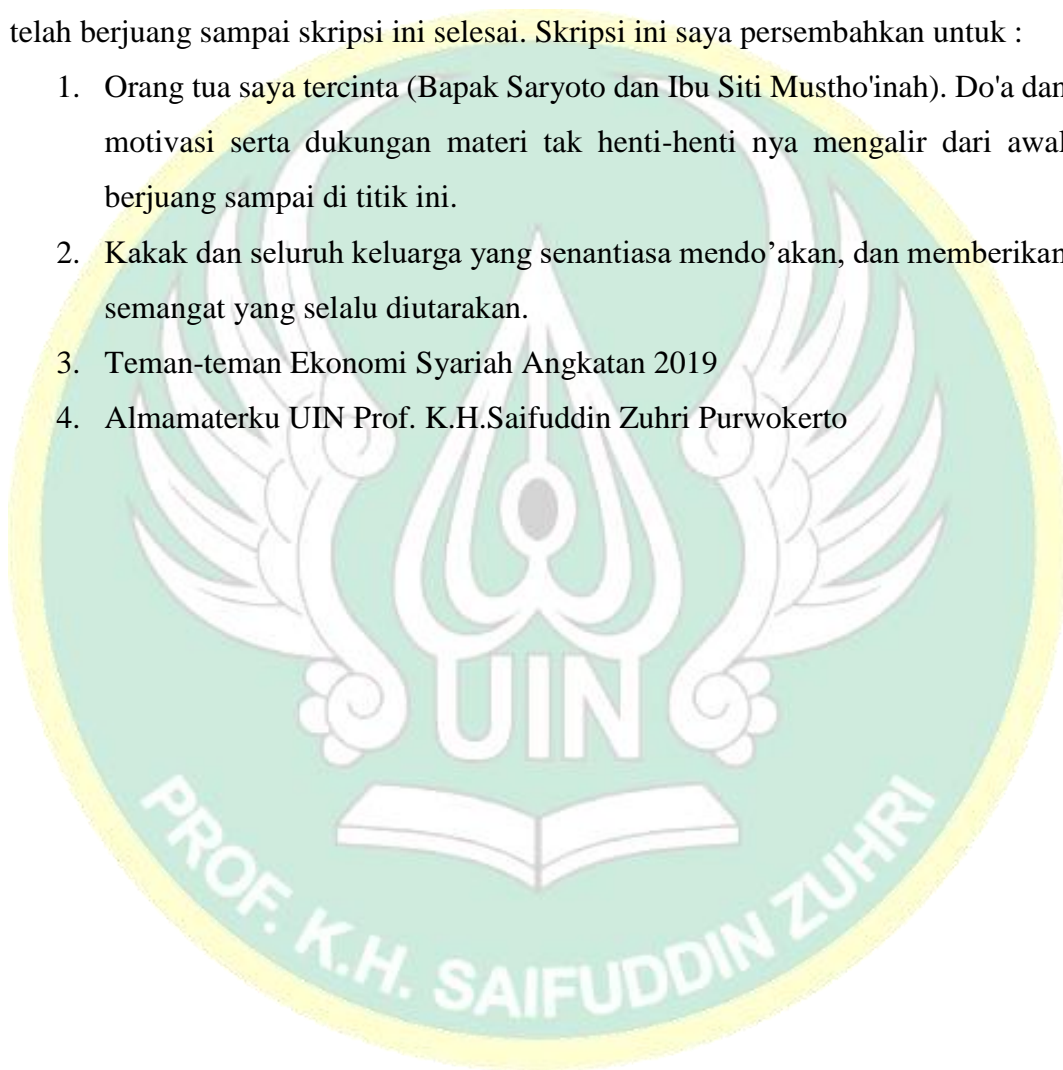 telah berjuang sampai skripsi ini selesai. Skripsi ini saya persembahkan untuk :
1. Orang tua saya tercinta (Bapak Saryoto dan Ibu Siti Mustho'inah). Do'a dan
motivasi serta dukungan materi tak henti-henti nya mengalir dari awal
berjuang sampai di titik ini.
2. Kakak dan seluruh keluarga yang senantiasa mendo’akan, dan memberikan
semangat yang selalu diutarakan.
3. Teman-teman Ekonomi Syariah Angkatan 2019
4. Almamaterku UIN Prof. K.H.Saifuddin Zuhri Purwokerto
UIN
PROF. K.H. SAIFUDDIN ZUHRI